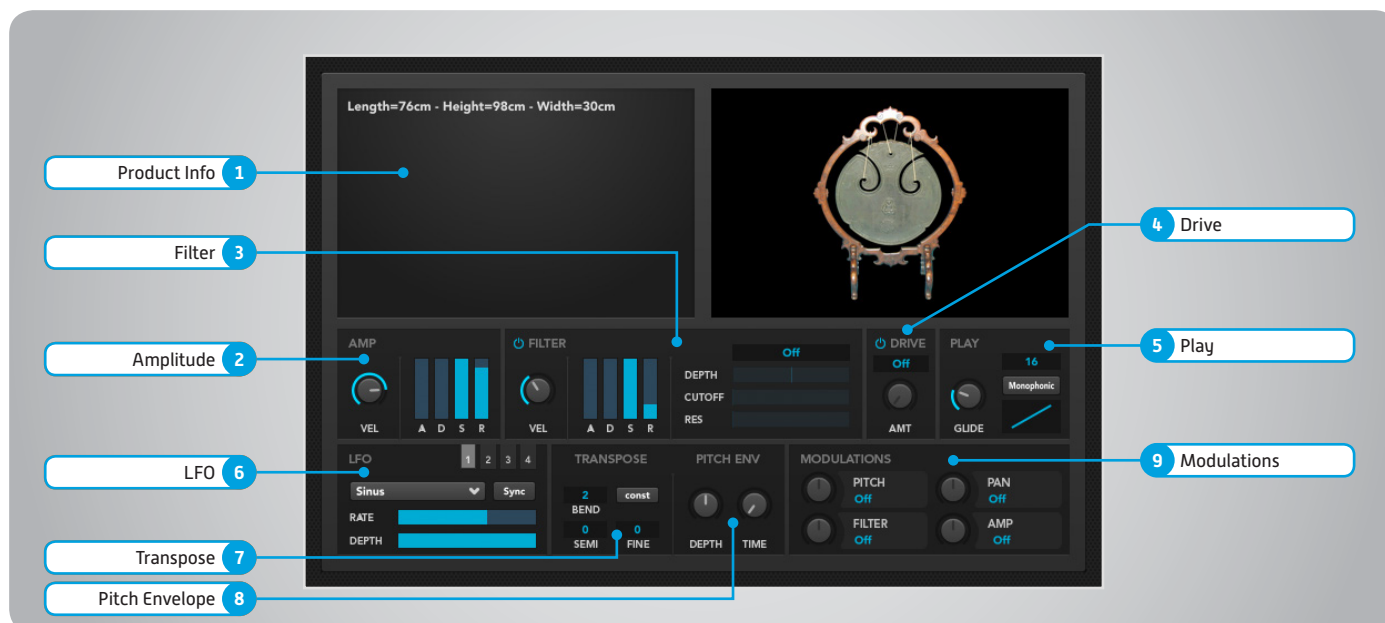 Length=76cm - Height=98cm - Width=30cm
Product Info 1
Filter 3
4 Drive
Amplitude 2
5 Play
AMP
VEL
A D S R
FILTER
VEL
A D S R
Off
DEPTH
CUTOFF
RES
DRIVE
Off
AMT
PLAY
16
Monophonic
GLIDE
LFO 6
LFO
1 2 3 4
Sinus
Sync
RATE
DEPTH
TRANSPOSE
2
const
BEND
0 0
SEMI FINE
PITCH ENV
DEPTH TIME
MODULATIONS
PITCH
Off
PAN
Off
FILTER
Off
AMP
Off
9 Modulations
Transpose 7
Pitch Envelope 8